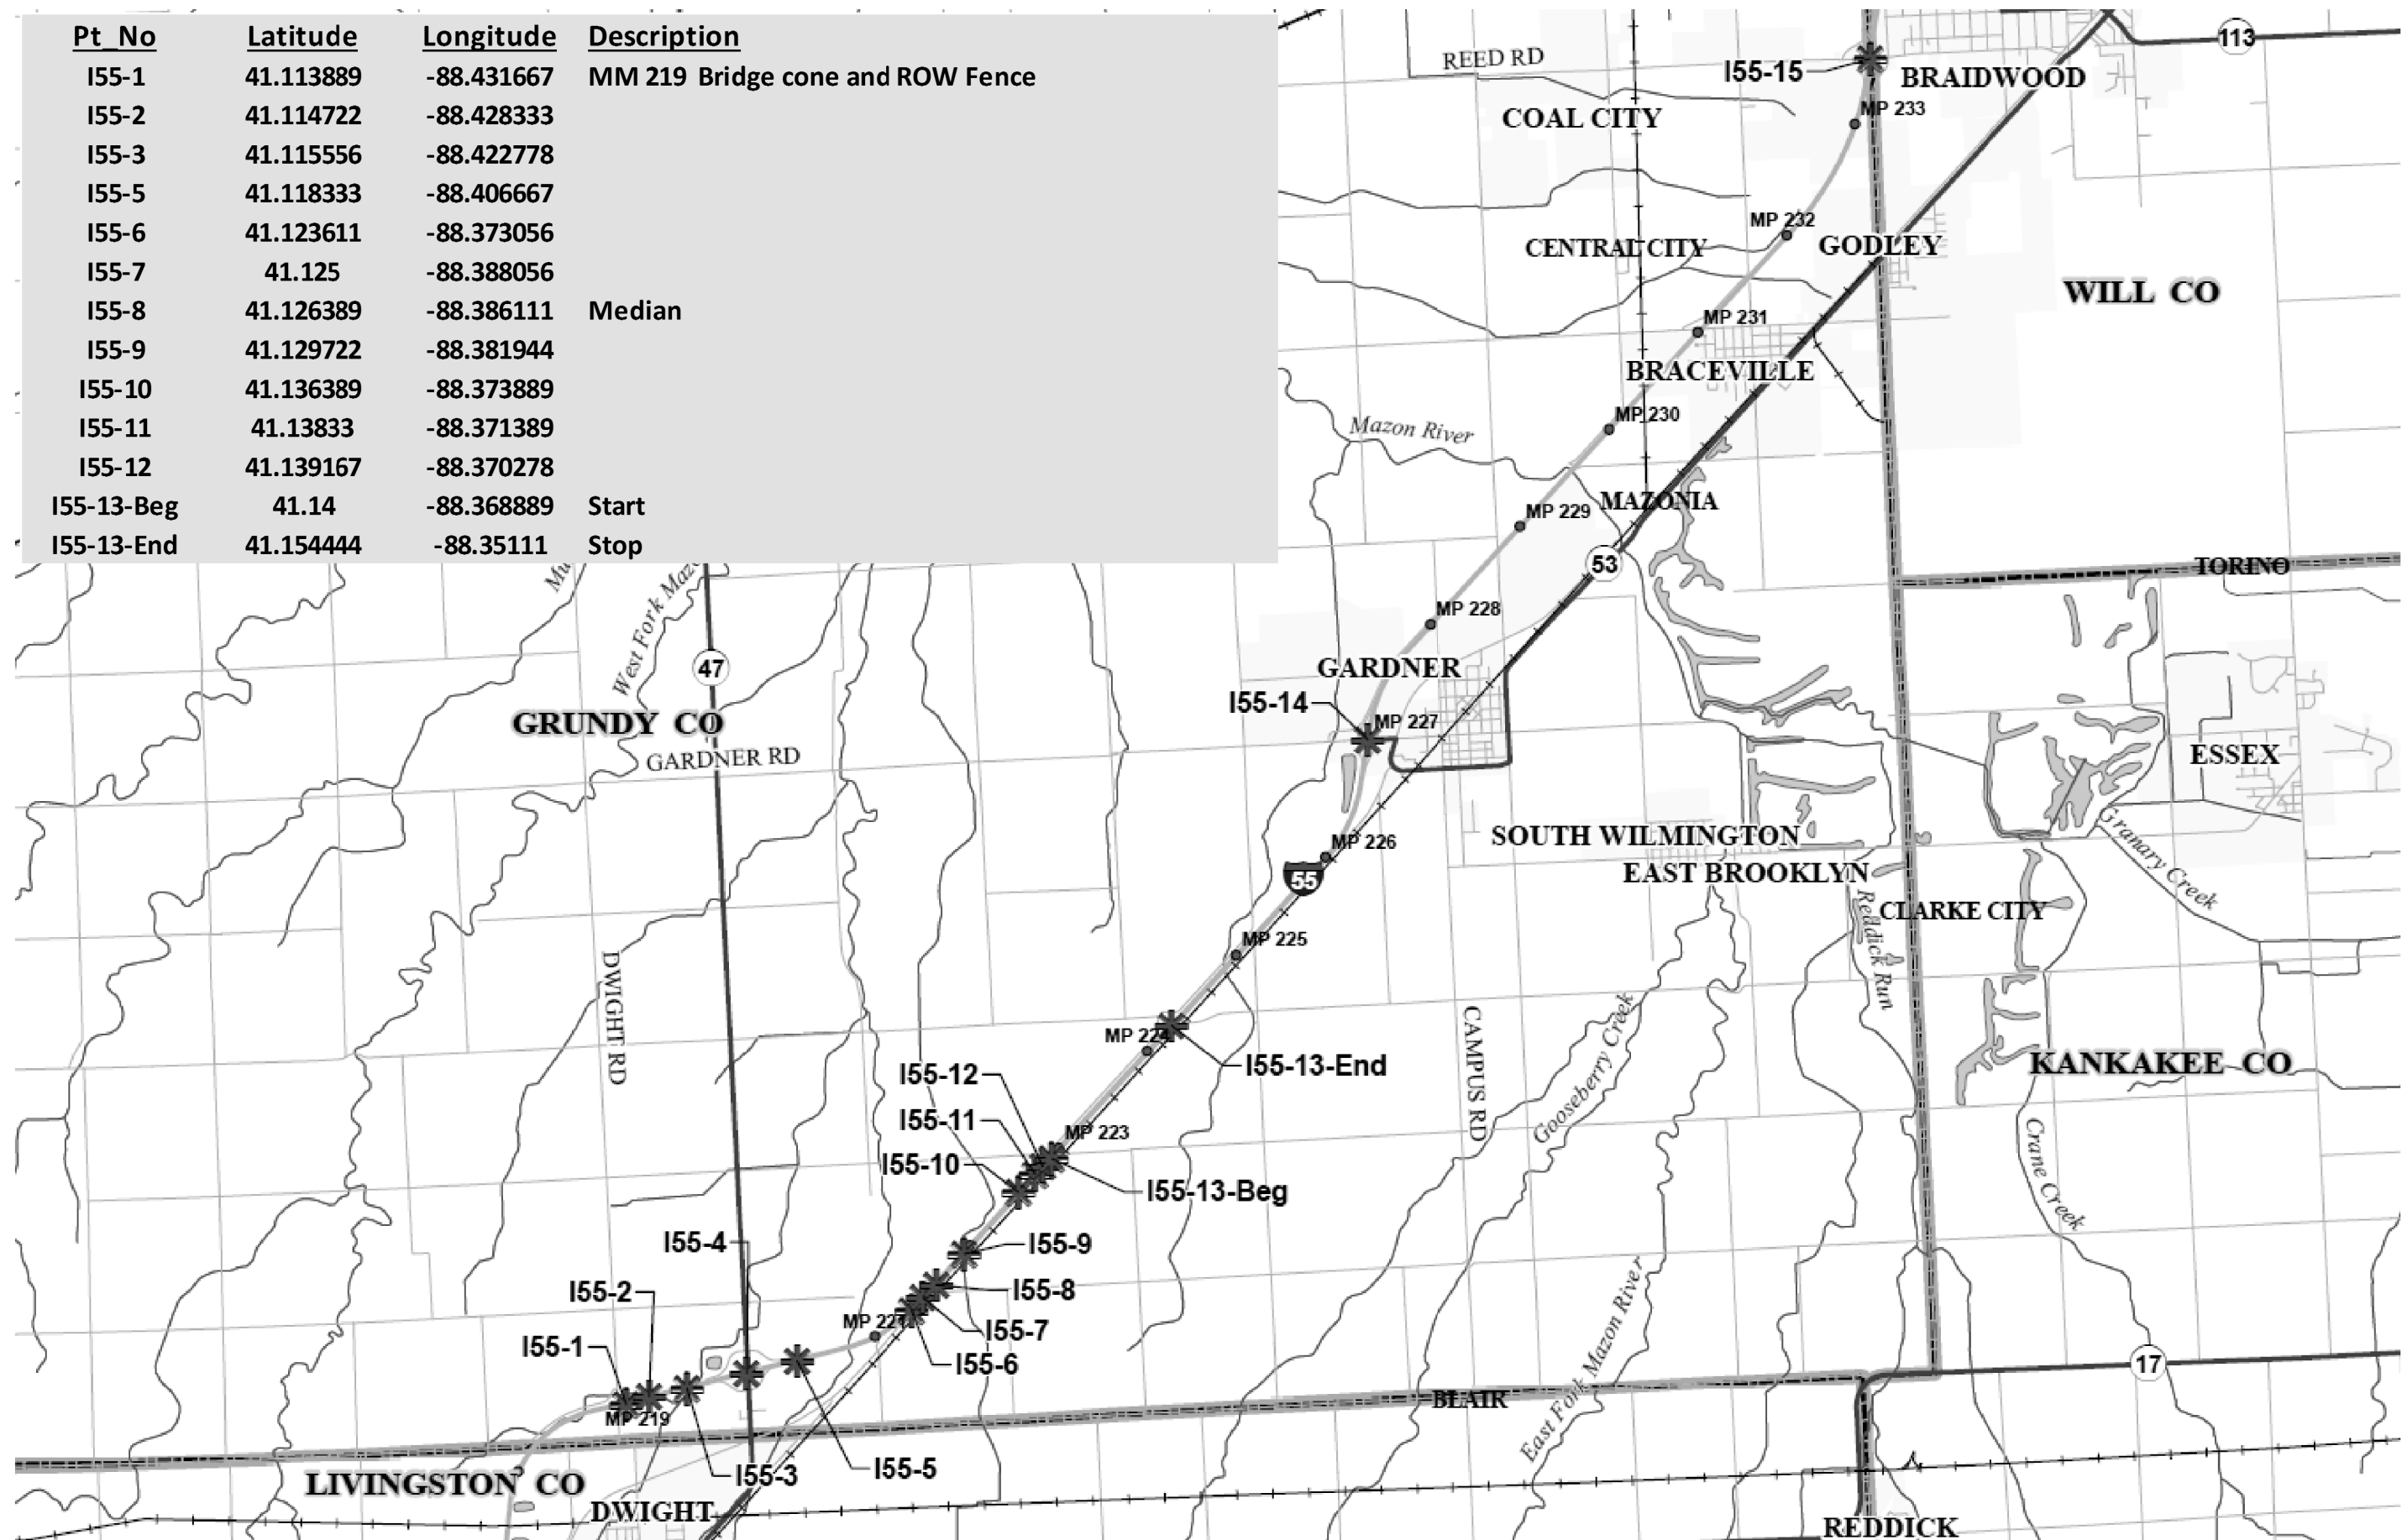 Pt_No Latitude Longitude Description
I55-1 41.113889 -88.431667 MM 219 Bridge cone and ROW Fence
I55-2 41.114722 -88.428333
I55-3 41.115556 -88.422778
I55-5 41.118333 -88.406667
I55-6 41.123611 -88.373056
I55-7 41.125 -88.388056
I55-8 41.126389 -88.386111 Median
I55-9 41.129722 -88.381944
I55-10 41.136389 -88.373889
I55-11 41.13833 -88.371389
I55-12 41.139167 -88.370278
I55-13-Beg 41.14 -88.368889 Start
I55-13-End 41.154444 -88.35111 Stop
113
REED RD
I55-15
BRAIDWOOD
MP 233
COAL CITY
MP 232
CENTRAL CITY
GODLEY
WILL CO
MP 231
BRACEVILLE
MP 230
Mazon River
MAZONIA
MP 229
53
TORINO
West Fork Mazo
MP 228
47
GARDNER
I55-14
MP 227
GRUNDY CO
GARDNER RD
ESSEX
SOUTH WILMINGTON
MP 226
EAST BROOKLYN
55
Granary Creek
CLARKE CITY
Reddick Run
MP 225
DWIGHT RD
CAMPUS RD
Gooseberry Creek
MP 224
I55-13-End
KANKAKEE CO
I55-12
I55-11
MP 223
I55-10
I55-13-Beg
Crane Creek
I55-4
I55-9
I55-2
I55-8
MP 221
I55-7
I55-1
I55-6
East Fork Mazon River
17
BLAIR
MP 219
I55-3
I55-5
LIVINGSTON CO
DWIGHT
REDDICK